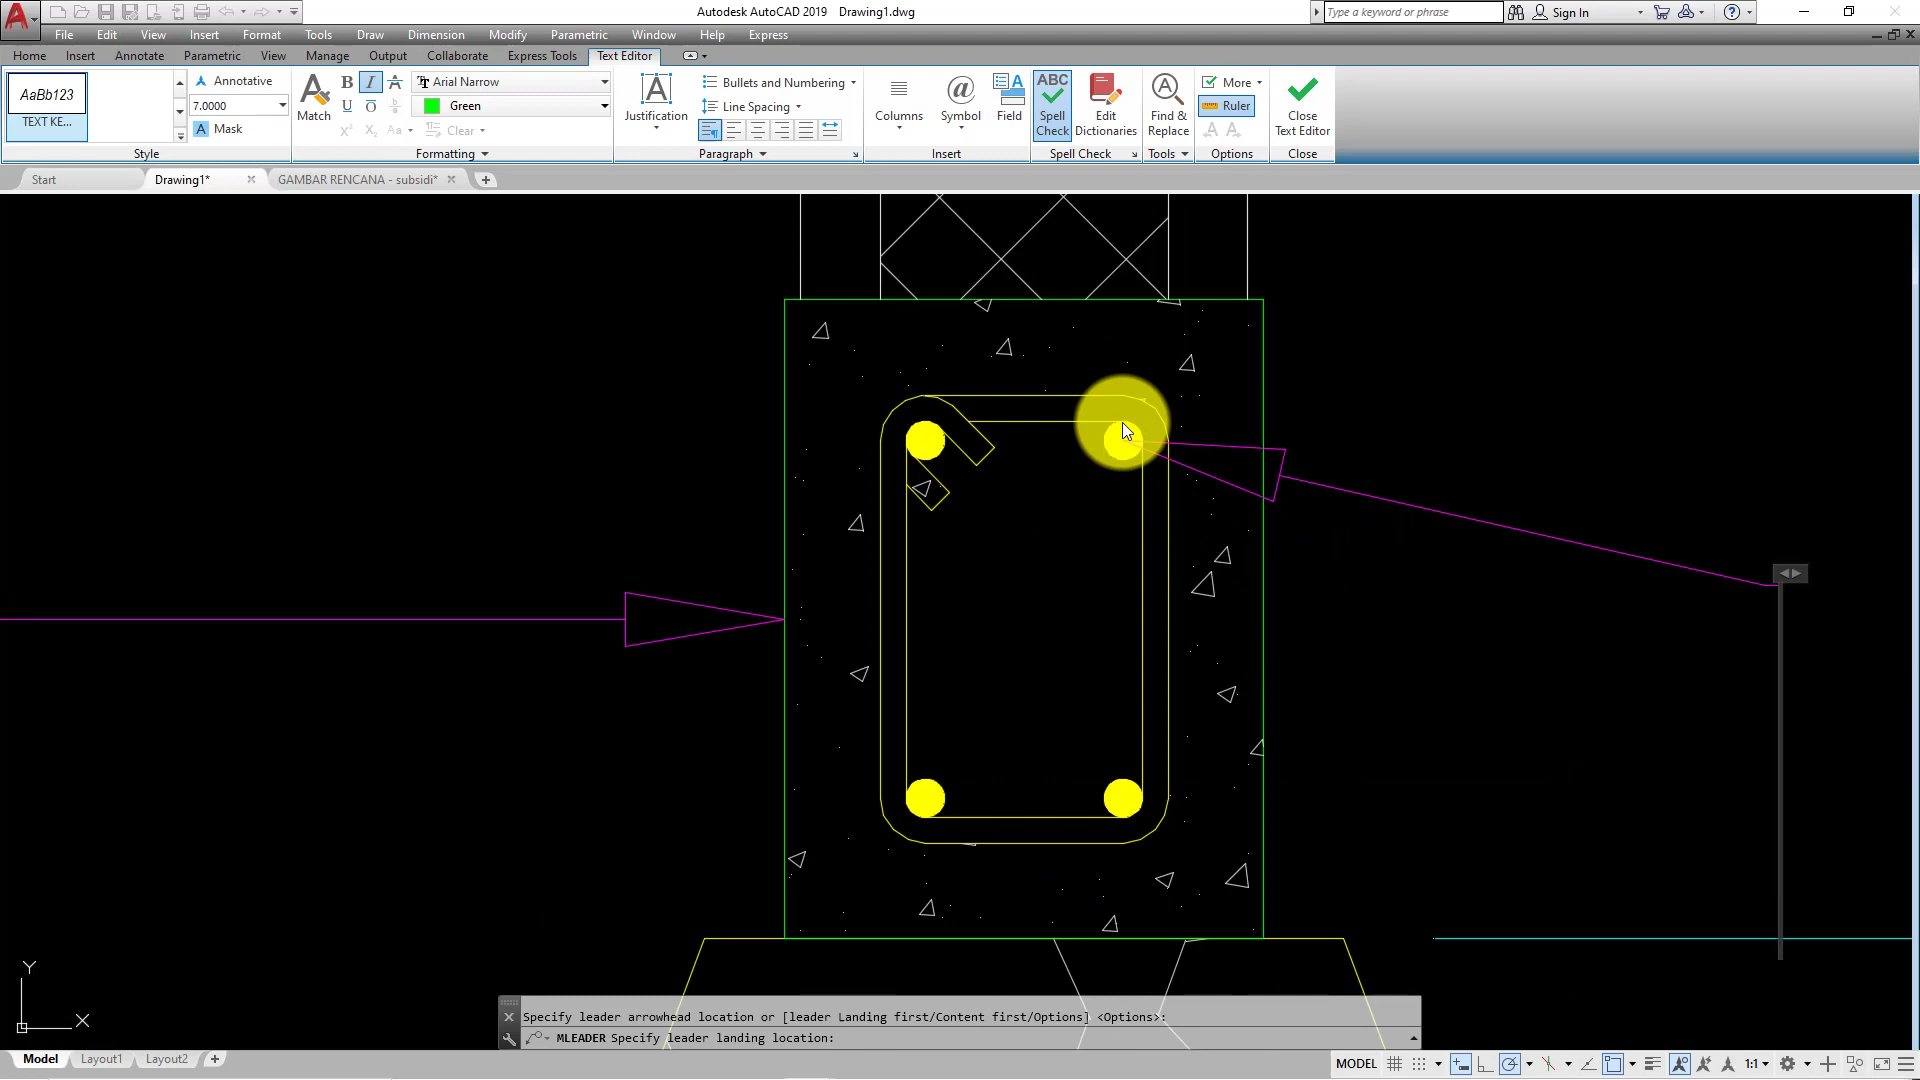 Autodesk AutoCAD 2019 Drawing1.dwg
Type a keyword or phrase
Sign In
File Edit View Insert Format Tools Draw Dimension Modify Parametric Window Help Express
Home Insert Annotate Parametric View Manage Output Collaborate Express Tools Text Editor
AaBb123
TEXT KE...
Annotative
7.0000
A Mask
Style
Match
B I A
U O
Arial Narrow
Green
Aa
Clear
Formatting
Justification
Bullets and Numbering
Line Spacing
Paragraph
Columns
Symbol
Field
Insert
ABC
Spell
Check
Edit
Dictionaries
Spell Check
Find &
Replace
Tools
More
Ruler
Options
Close
Text Editor
Close
Start
Drawing1*
GAMBAR RENCANA - subsidi*
Y
X
Specify leader arrowhead location or [leader Landing first/Content first/Options] <Options>:
MLEADER Specify leader landing location:
Model Layout1 Layout2
MODEL
1:1